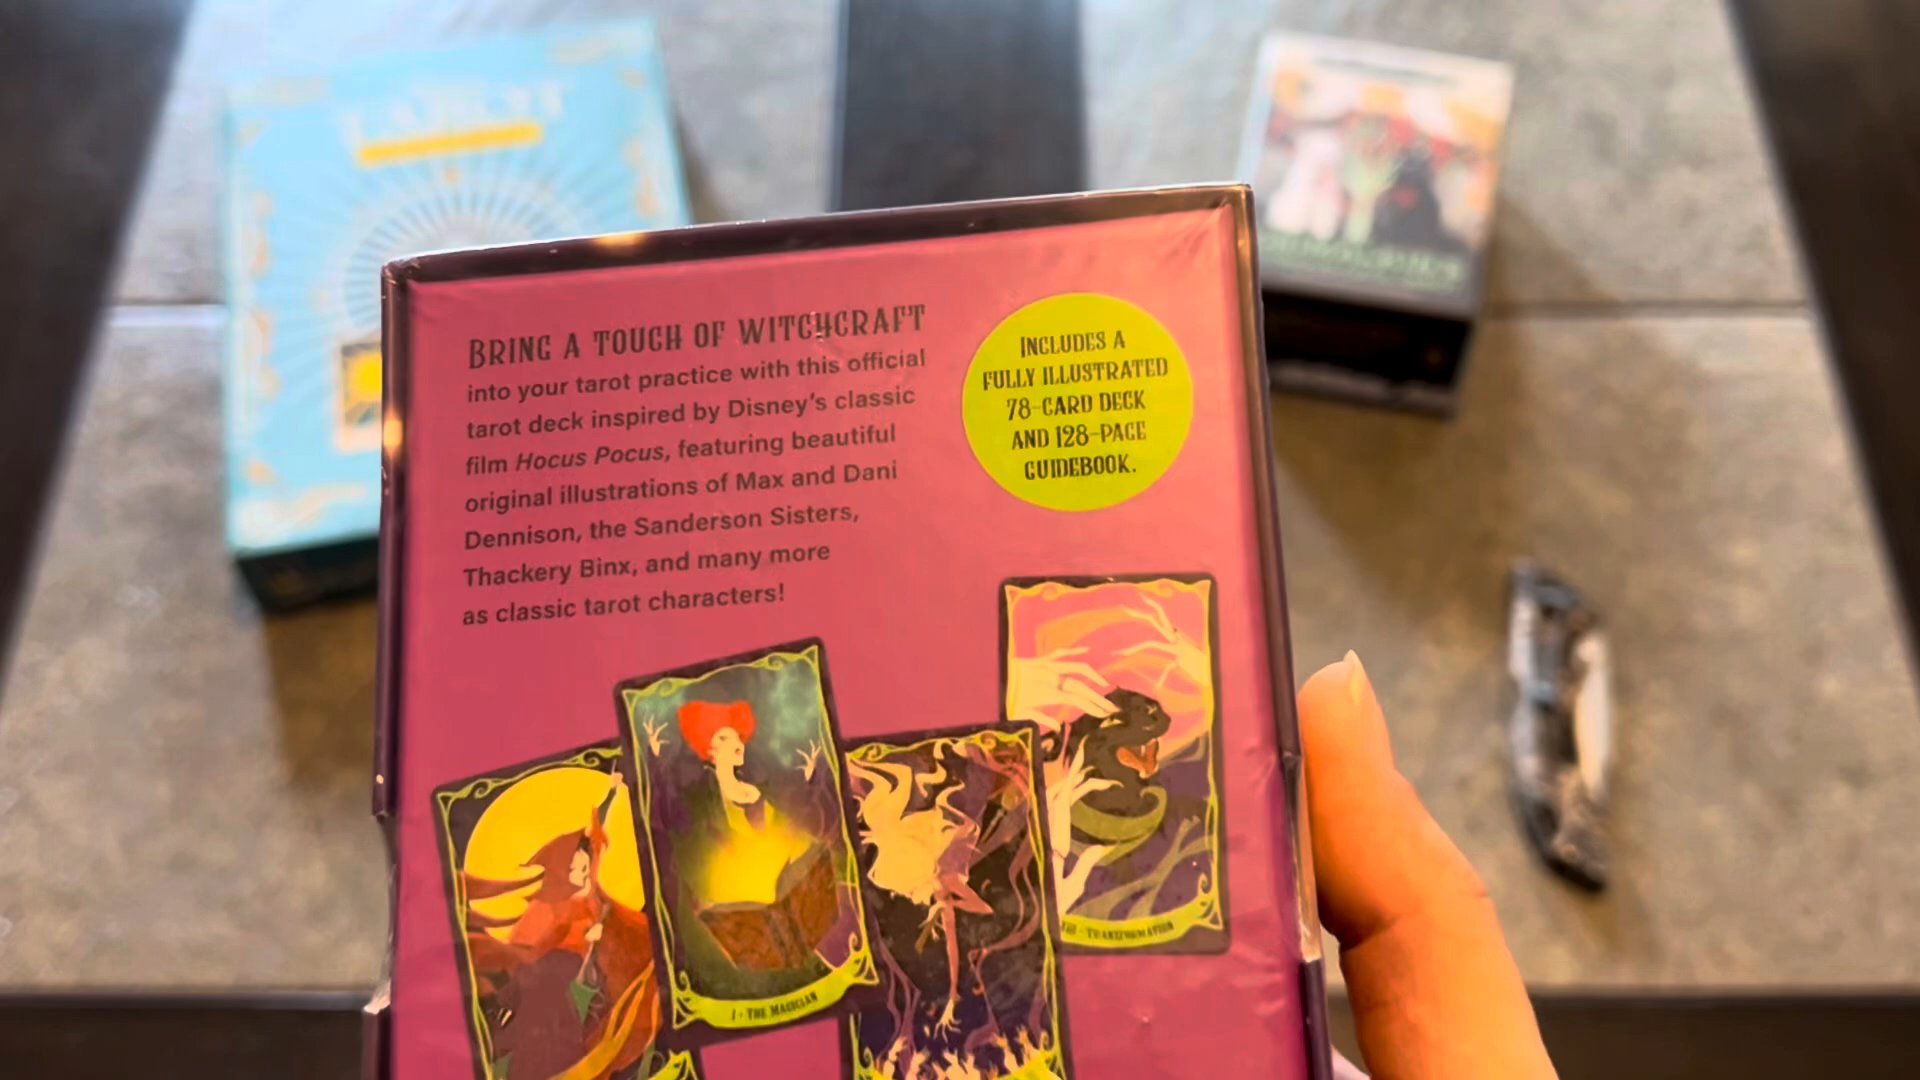 BRING A TOUCH OF WITCHCRAFT
into your tarot practice with this official
tarot deck inspired by Disney's classic
film Hocus Pocus, featuring beautiful
original illustrations of Max and Dani
Dennison, the Sanderson Sisters,
Thackery Binx, and many more
as classic tarot characters!
INCLUDES A
FULLY ILLUSTRATED
78-CARD DECK
AND 128-PAGE
GUIDEBOOK.
I - THE MAGICIAN
TRANSFORMATION